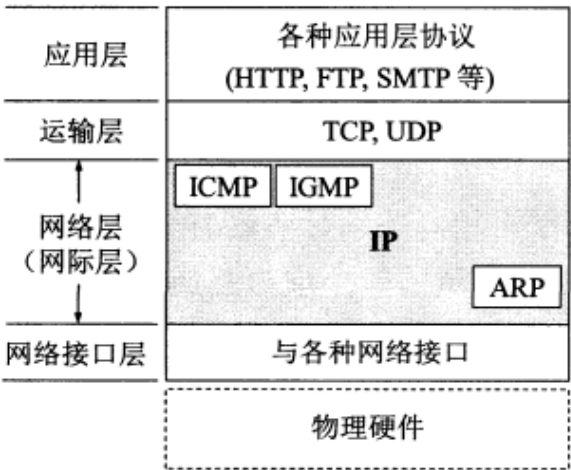 应用层
各种应用层协议
(HTTP, FTP, SMTP 等)
运输层
TCP, UDP
网络层
(网际层)
ICMP
IGMP
IP
ARP
网络接口层
与各种网络接口
物理硬件